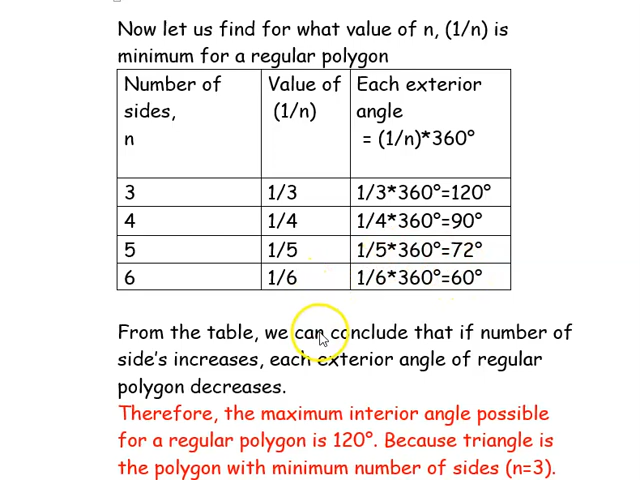 Now let us find for what value of n, (1/n) is
minimum for a regular polygon
Number of sides, n | Value of (1/n) | Each exterior angle = (1/n)*360°
3 | 1/3 | 1/3*360°=120°
4 | 1/4 | 1/4*360°=90°
5 | 1/5 | 1/5*360°=72°
6 | 1/6 | 1/6*360°=60°
From the table, we can conclude that if number of
side's increases, each exterior angle of regular
polygon decreases.
Therefore, the maximum interior angle possible
for a regular polygon is 120°. Because triangle is
the polygon with minimum number of sides (n=3).